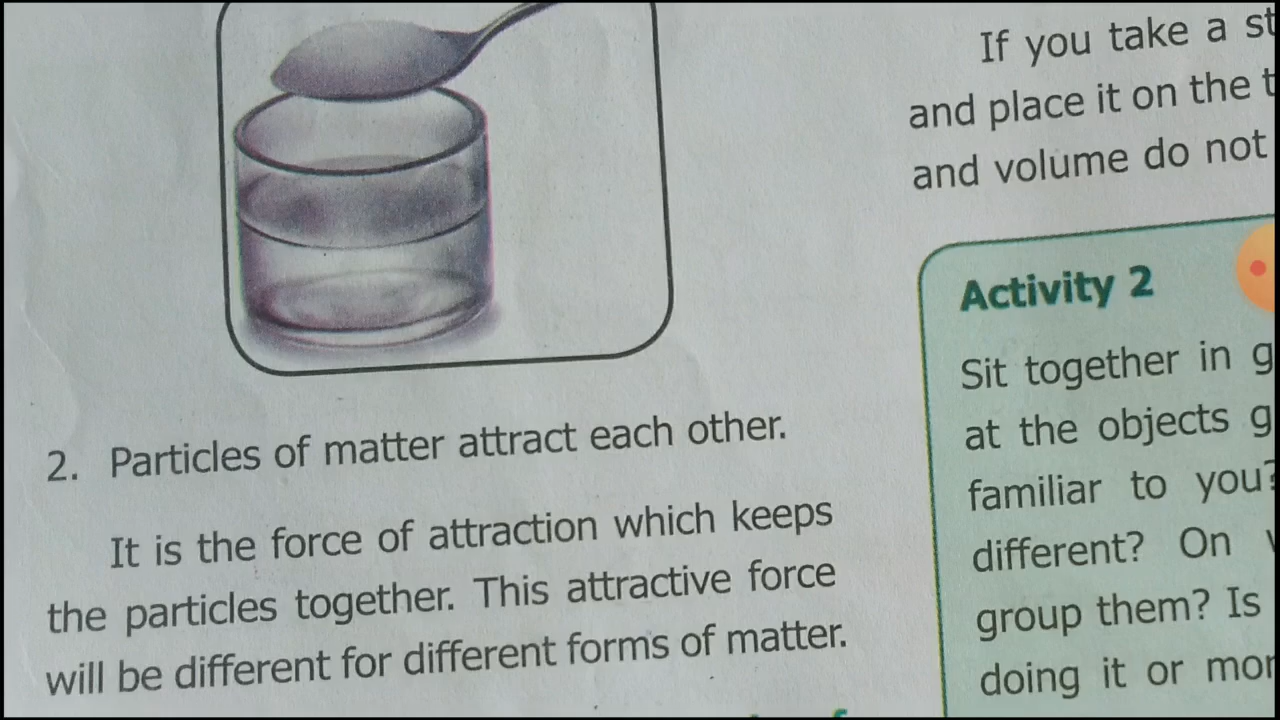 2. Particles of matter attract each other.
It is the force of attraction which keeps
the particles together. This attractive force
will be different for different forms of matter.
If you take a st
and place it on the t
and volume do not
Activity 2
Sit together in g
at the objects g
familiar to you?
different? On
group them? Is
doing it or mor